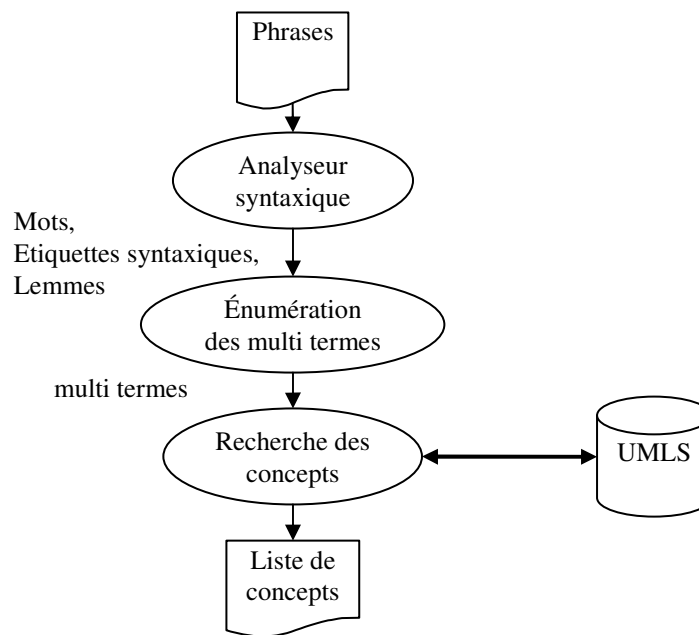 Phrases
Analyseur
syntaxique
Mots,
Etiquettes syntaxiques,
Lemmes
Énumération
des multi termes
multi termes
Recherche des
concepts
UMLS
Liste de
concepts